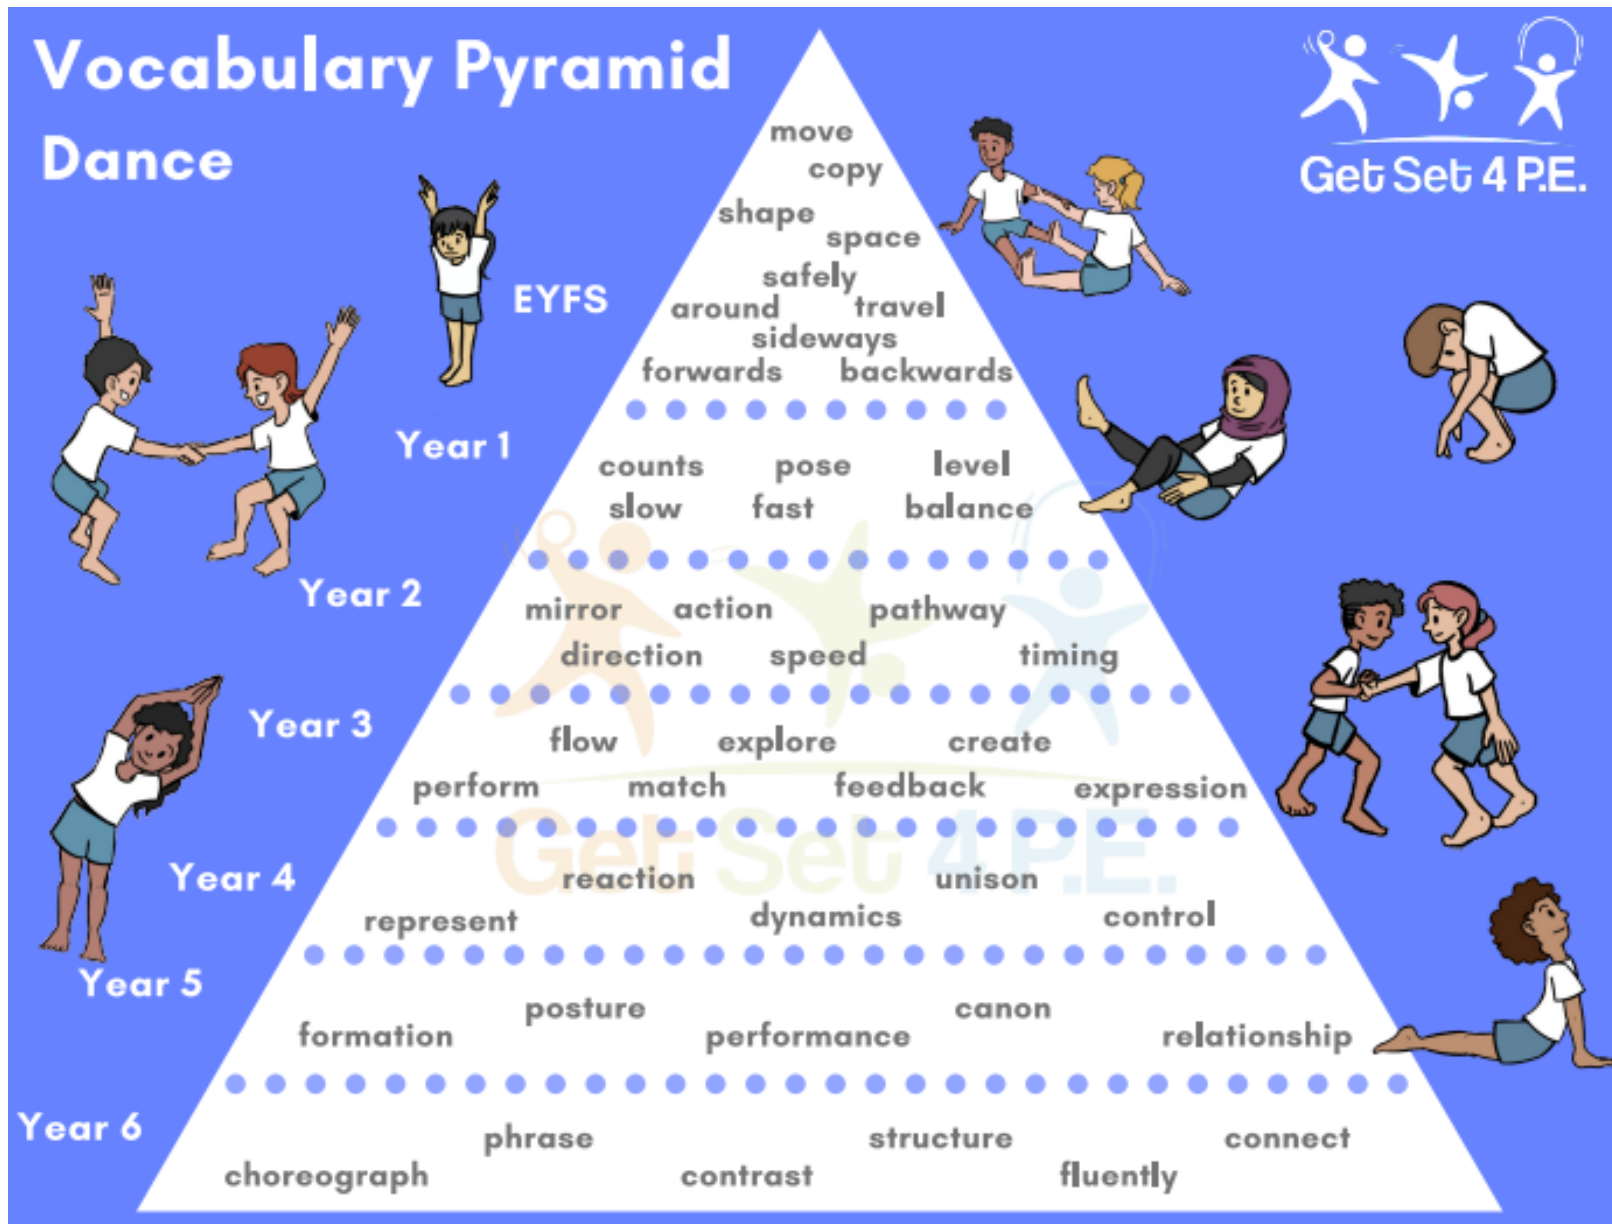 Vocabulary Pyramid
Dance
Get Set 4 P.E.
move
copy
shape
space
safely
around travel
sideways
forwards backwards
EYFS
Year 1
counts pose level
slow fast balance
Year 2
mirror action pathway
direction speed timing
Year 3
flow explore create
perform match feedback expression
Get Set 4 P.E.
Year 4
reaction unison
represent dynamics control
Year 5
posture canon
formation performance relationship
Year 6
phrase structure connect
choreograph contrast fluently